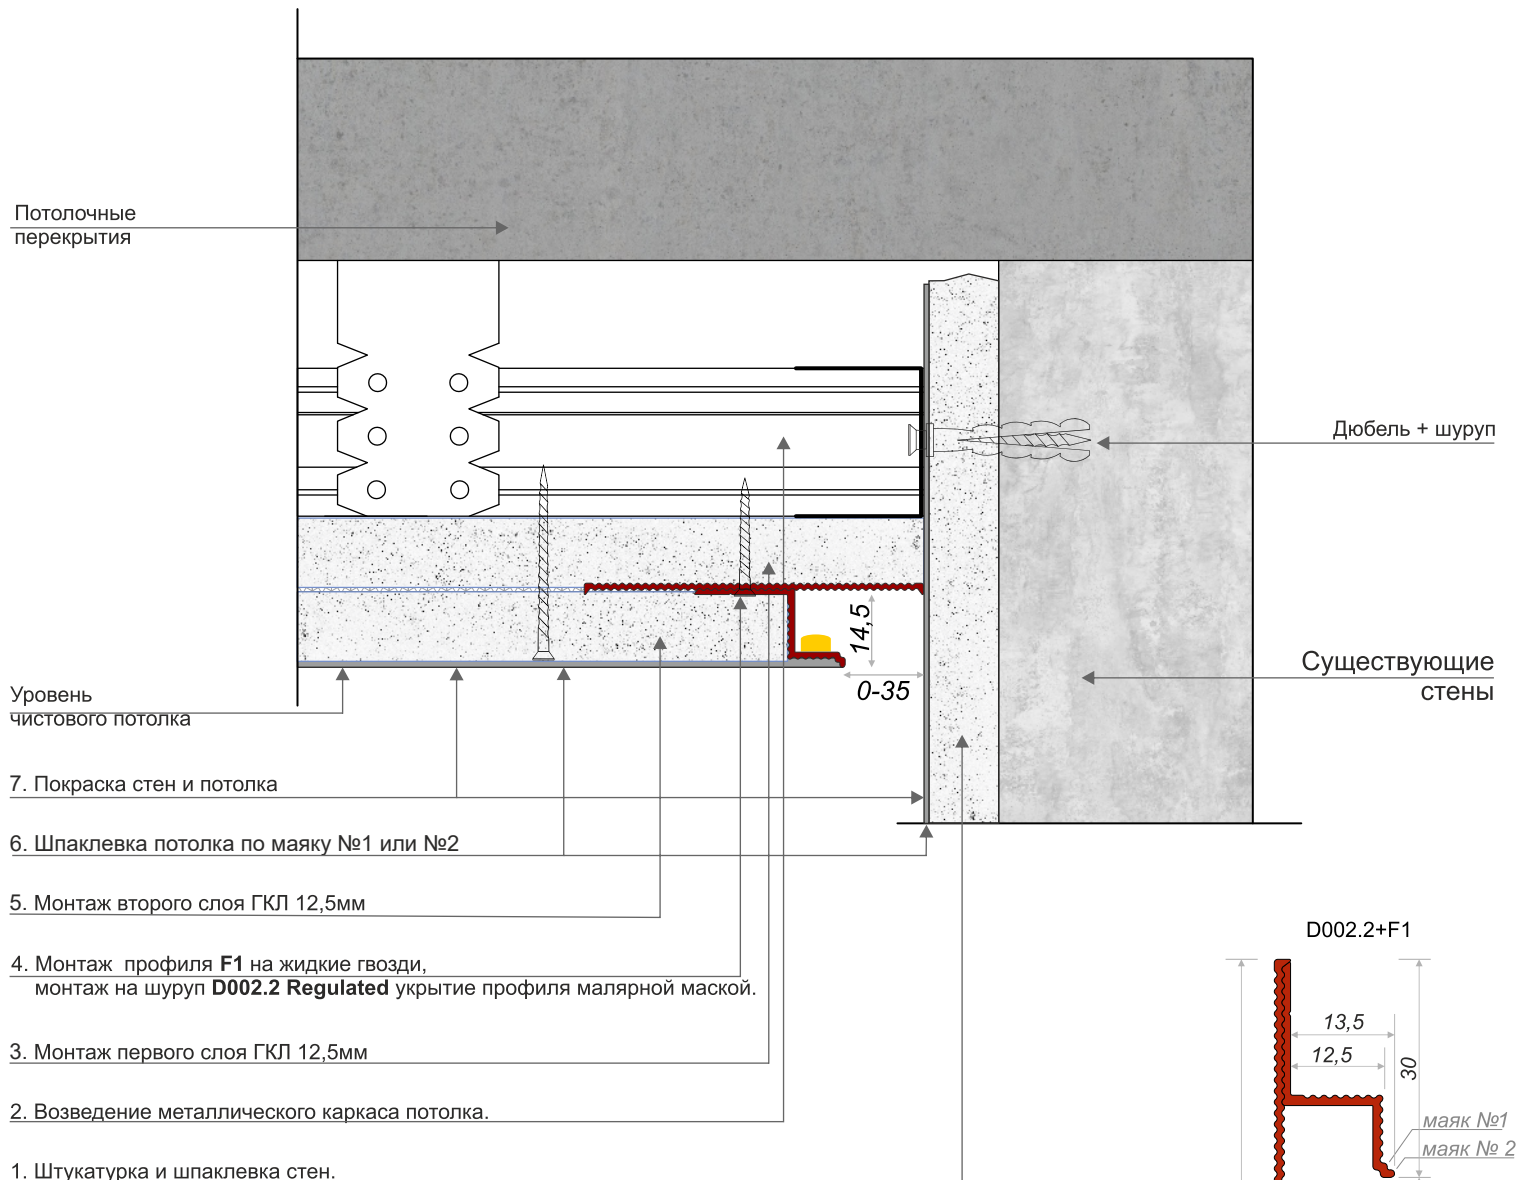 Потолочные
перекрытия
Дюбель + шуруп
14,5
0-35
Существующие
стены
Уровень
чистового потолка
7. Покраска стен и потолка
6. Шпаклевка потолка по маяку №1 или №2
5. Монтаж второго слоя ГКЛ 12,5мм
4. Монтаж профиля F1 на жидкие гвозди,
монтаж на шуруп D002.2 Regulated укрытие профиля малярной маской.
3. Монтаж первого слоя ГКЛ 12,5мм
2. Возведение металлического каркаса потолка.
1. Штукатурка и шпаклевка стен.
D002.2+F1
13,5
12,5
30
маяк №1
маяк № 2